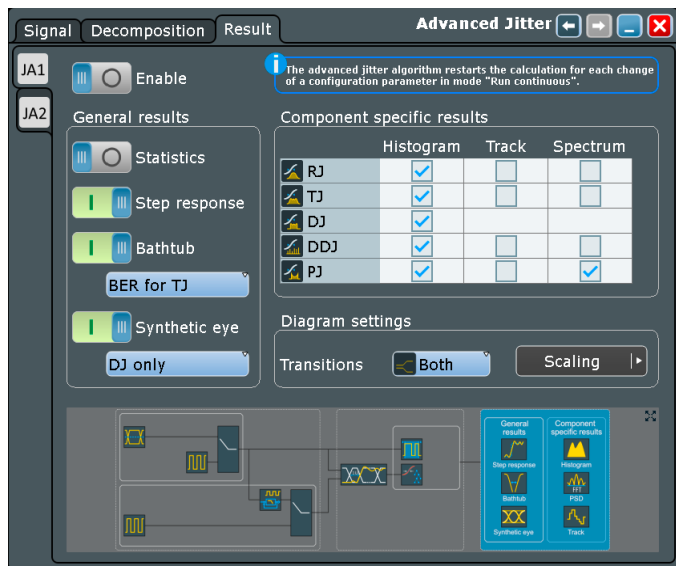 Signal
Decomposition
Result
Advanced Jitter
JA1
JA2
Enable
The advanced jitter algorithm restarts the calculation for each change
of a configuration parameter in mode "Run continuous".
General results
Statistics
Step response
Bathtub
BER for TJ
Synthetic eye
DJ only
Component specific results
Histogram Track Spectrum
RJ
TJ
DJ
DDJ
PJ
Diagram settings
Transitions
Both
Scaling
General
results
Step response
Bathtub
Synthetic eye
Component
specific results
Histogram
FFT
PSD
Track